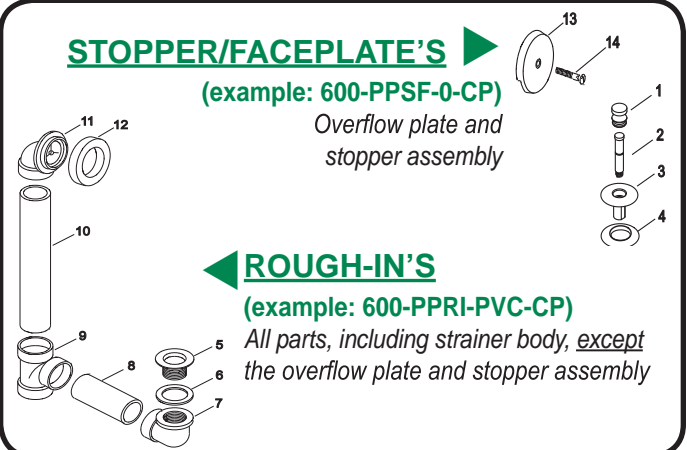 STOPPER/FACEPLATE'S
(example: 600-PPSF-0-CP)
Overflow plate and
stopper assembly
13
14
1
2
3
4
11
12
10
9
8
5
6
7
ROUGH-IN'S
(example: 600-PPRI-PVC-CP)
All parts, including strainer body, except
the overflow plate and stopper assembly